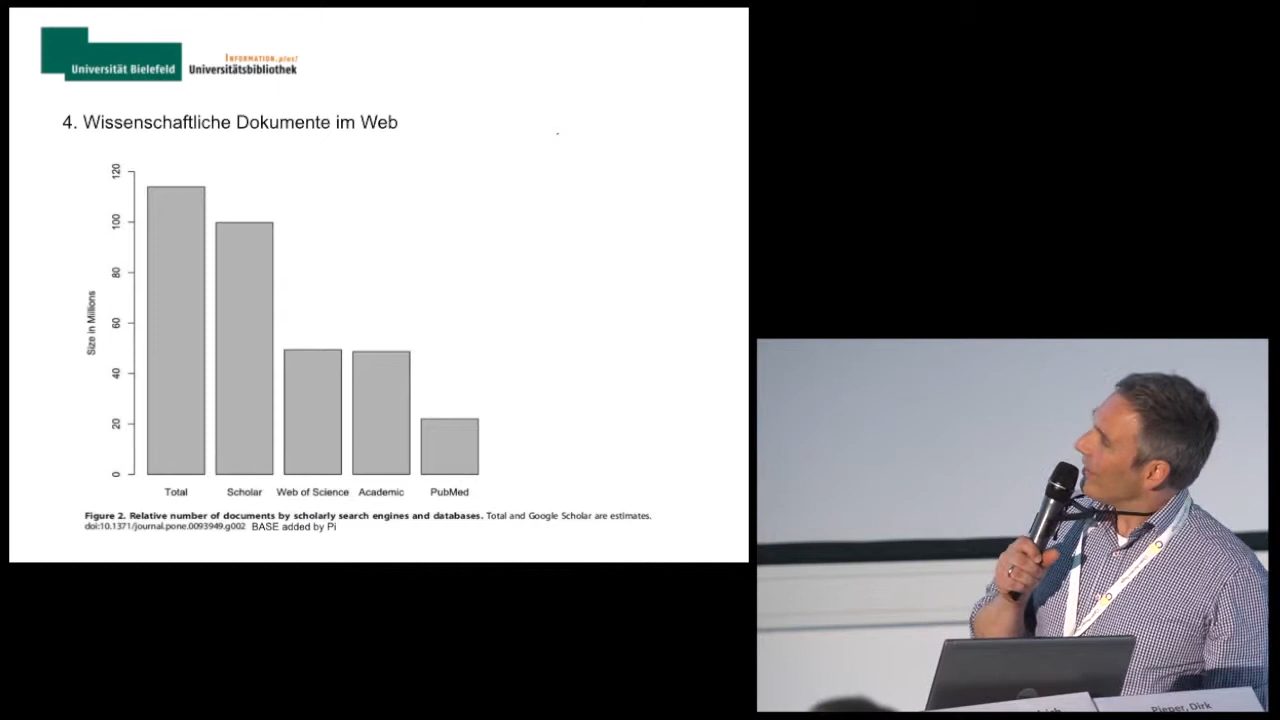 Universität Bielefeld
INFORMATION.plus!
Universitätsbibliothek
4. Wissenschaftliche Dokumente im Web
120
100
80
60
40
20
0
Size in Millions
Total Scholar Web of Science Academic PubMed
Figure 2. Relative number of documents by scholarly search engines and databases. Total and Google Scholar are estimates.
doi:10.1371/journal.pone.0093949.g002 BASE added by Pi
Pieper, Dirk